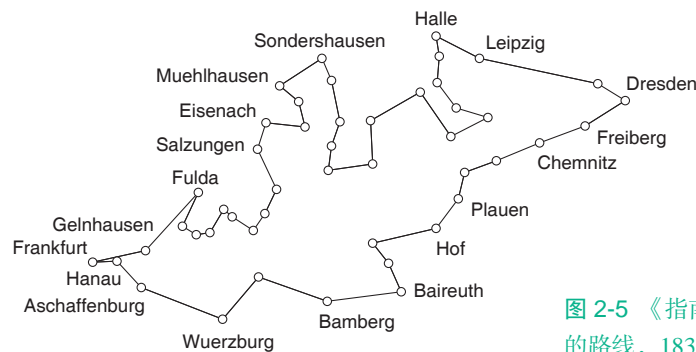 Halle
Sondershausen
Leipzig
Muehlhausen
Dresden
Eisenach
Freiberg
Salzungen
Chemnitz
Fulda
Plauen
Gelnhausen
Hof
Frankfurt
Hanau
Baireuth
Aschaffenburg
Bamberg
Wuerzburg
图 2-5 《指南
的路线，183